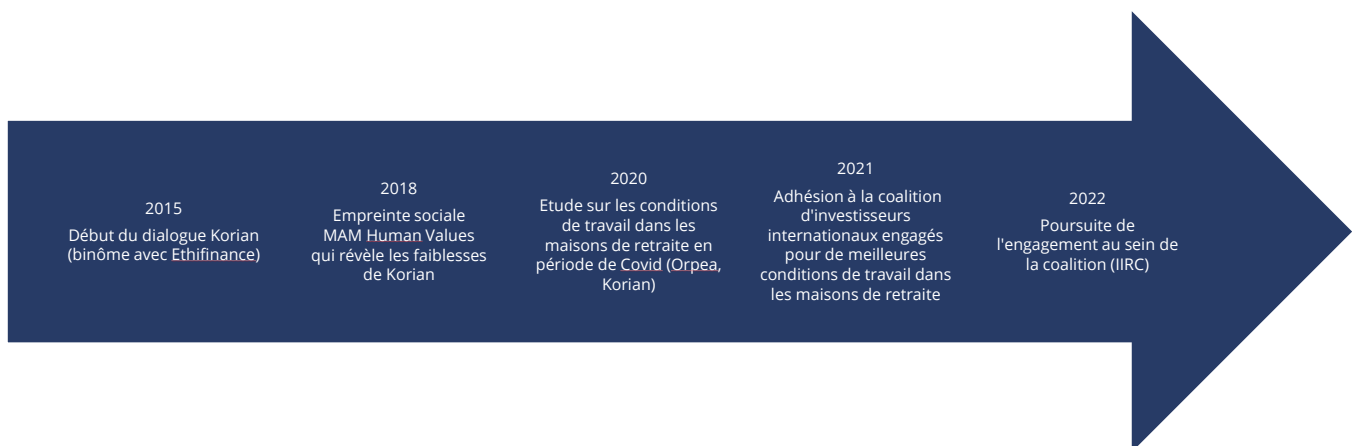 2015
Début du dialogue Korian
(binôme avec Ethifinance)
2018
Empreinte sociale
MAM Human Values
qui révèle les faiblesses
de Korian
2020
Etude sur les conditions
de travail dans les
maisons de retraite en
période de Covid (Orpea,
Korian)
2021
Adhésion à la coalition
d'investisseurs
internationaux engagés
pour de meilleures
conditions de travail dans
les maisons de retraite
2022
Poursuite de
l'engagement au sein de
la coalition (IIRC)